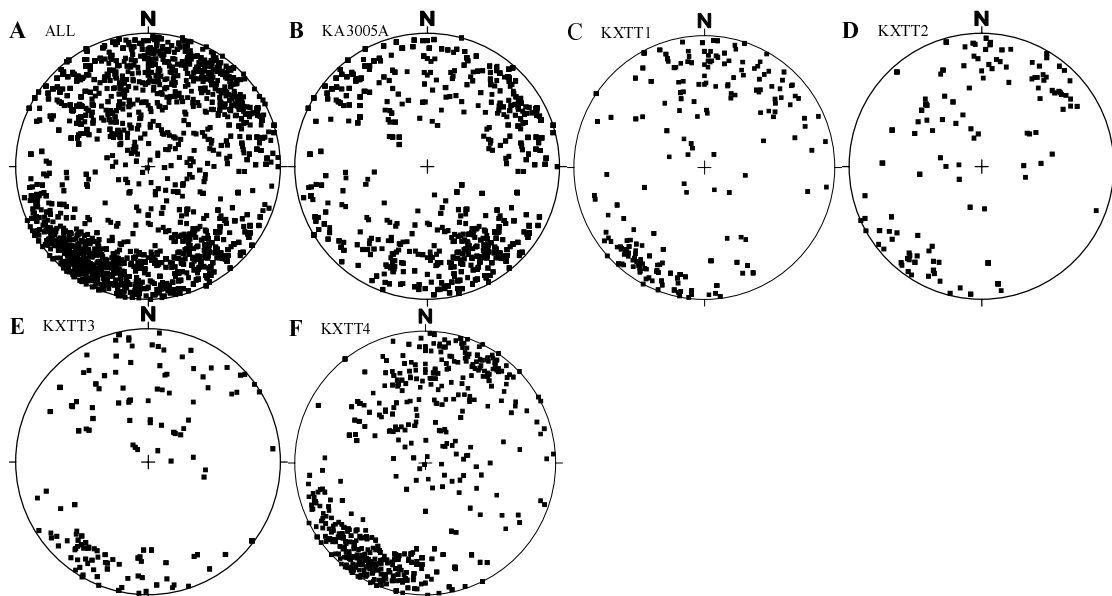 A ALL N
B KA3005A N
C KXTT1 N
D KXTT2 N
E KXTT3 N
F KXTT4 N